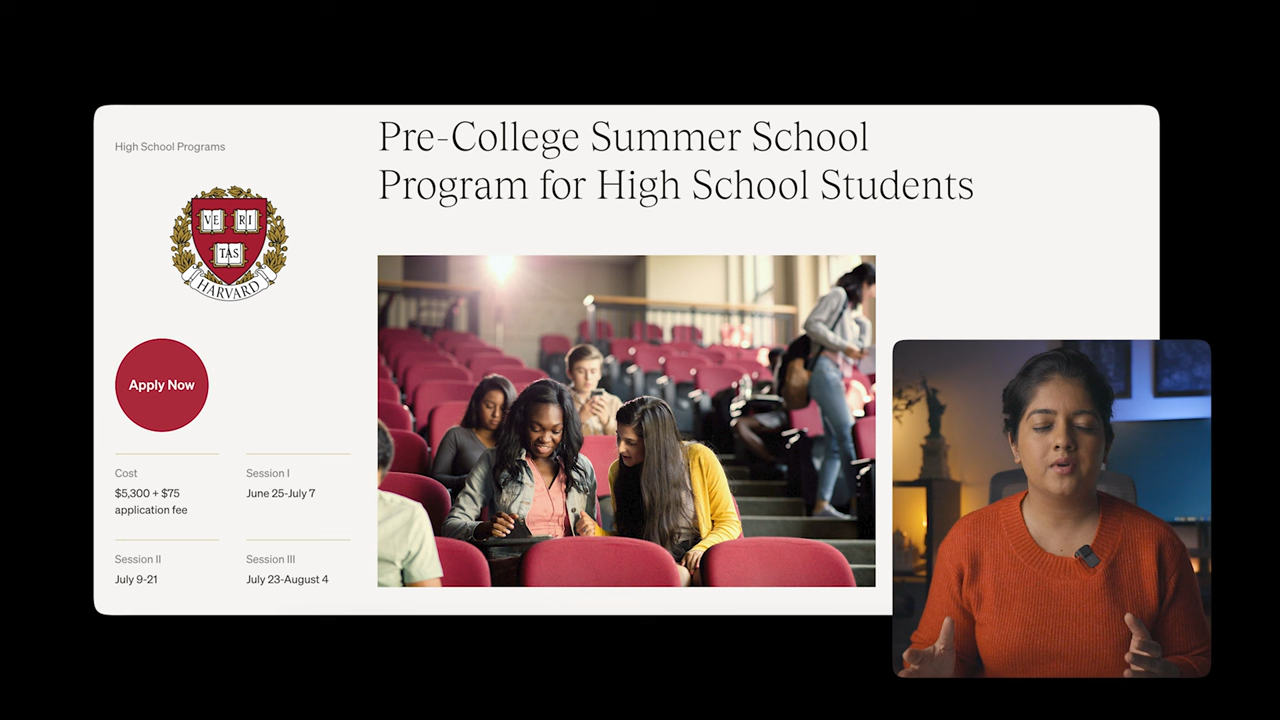 High School Programs
Pre-College Summer School
Program for High School Students
VE RI
TAS
HARVARD
Apply Now
Cost
$5,300 + $75
application fee
Session I
June 25-July 7
Session II
July 9-21
Session III
July 23-August 4